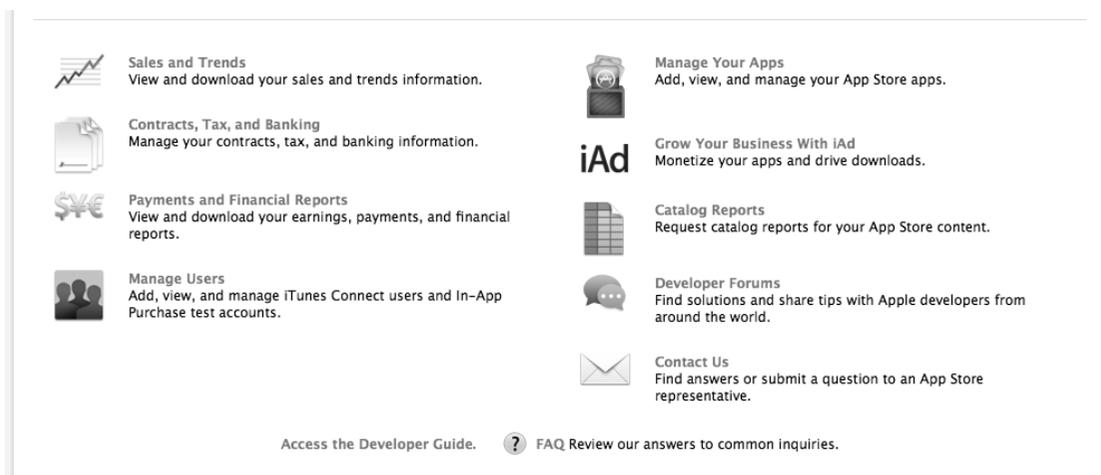 Sales and Trends
View and download your sales and trends information.
Contracts, Tax, and Banking
Manage your contracts, tax, and banking information.
$¥€
Payments and Financial Reports
View and download your earnings, payments, and financial
reports.
Manage Users
Add, view, and manage iTunes Connect users and In-App
Purchase test accounts.
Manage Your Apps
Add, view, and manage your App Store apps.
iAd
Grow Your Business With iAd
Monetize your apps and drive downloads.
Catalog Reports
Request catalog reports for your App Store content.
Developer Forums
Find solutions and share tips with Apple developers from
around the world.
Contact Us
Find answers or submit a question to an App Store
representative.
Access the Developer Guide. ? FAQ Review our answers to common inquiries.